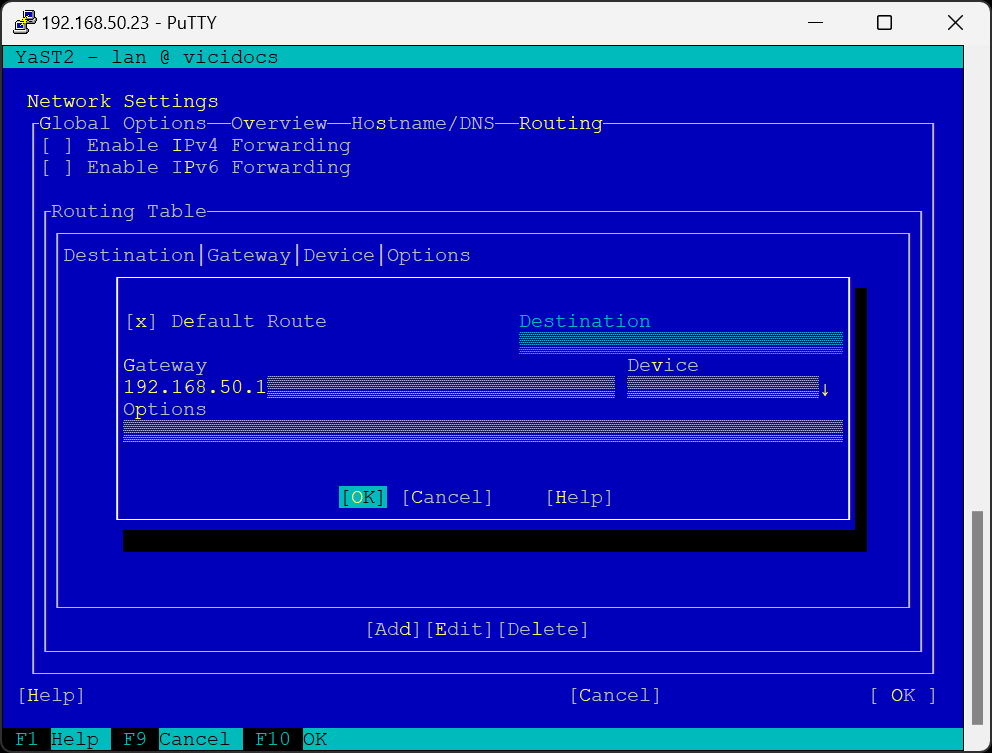 192.168.50.23 - PuTTY
YaST2 - lan @ vicidocs
Network Settings
Global Options Overview Hostname/DNS Routing
[ ] Enable IPv4 Forwarding
[ ] Enable IPv6 Forwarding
Routing Table
Destination|Gateway|Device|Options
[x] Default Route Destination
Gateway Device
192.168.50.1 ↓
Options
[OK] [Cancel] [Help]
[Add][Edit][Delete]
[Help] [Cancel] [ OK ]
F1 Help F9 Cancel F10 OK